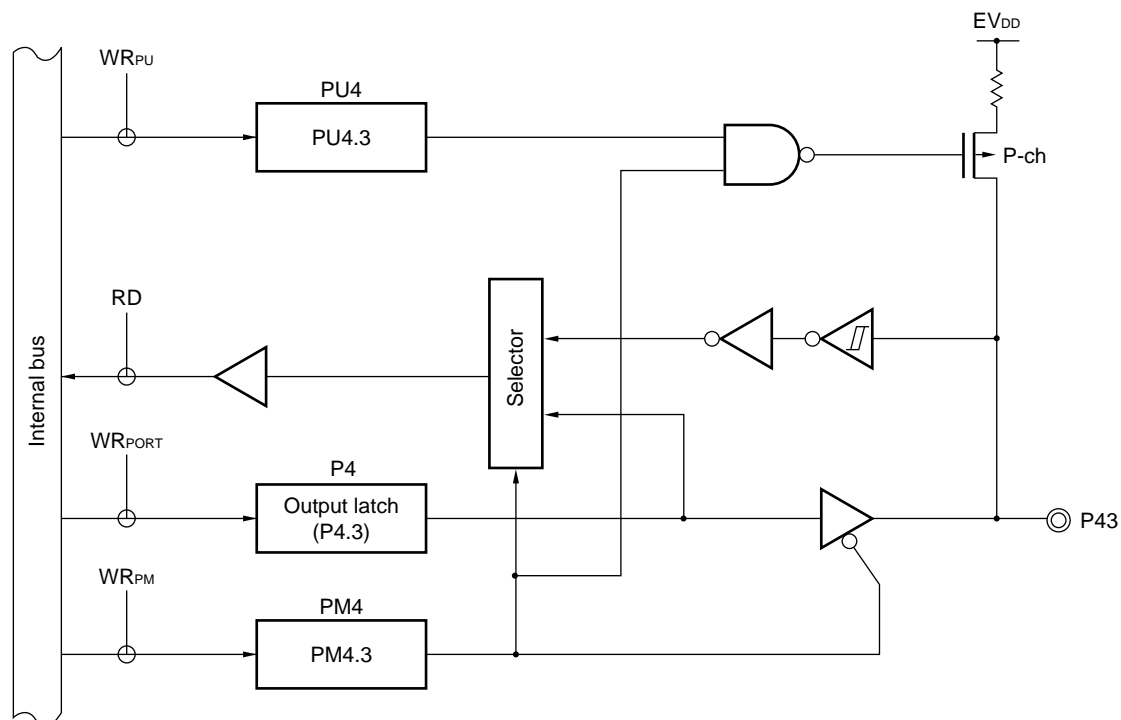 EVDD
WRPU
PU4
PU4.3
P-ch
RD
Selector
Internal bus
WRPORT
P4
Output latch
(P4.3)
P43
WRPM
PM4
PM4.3